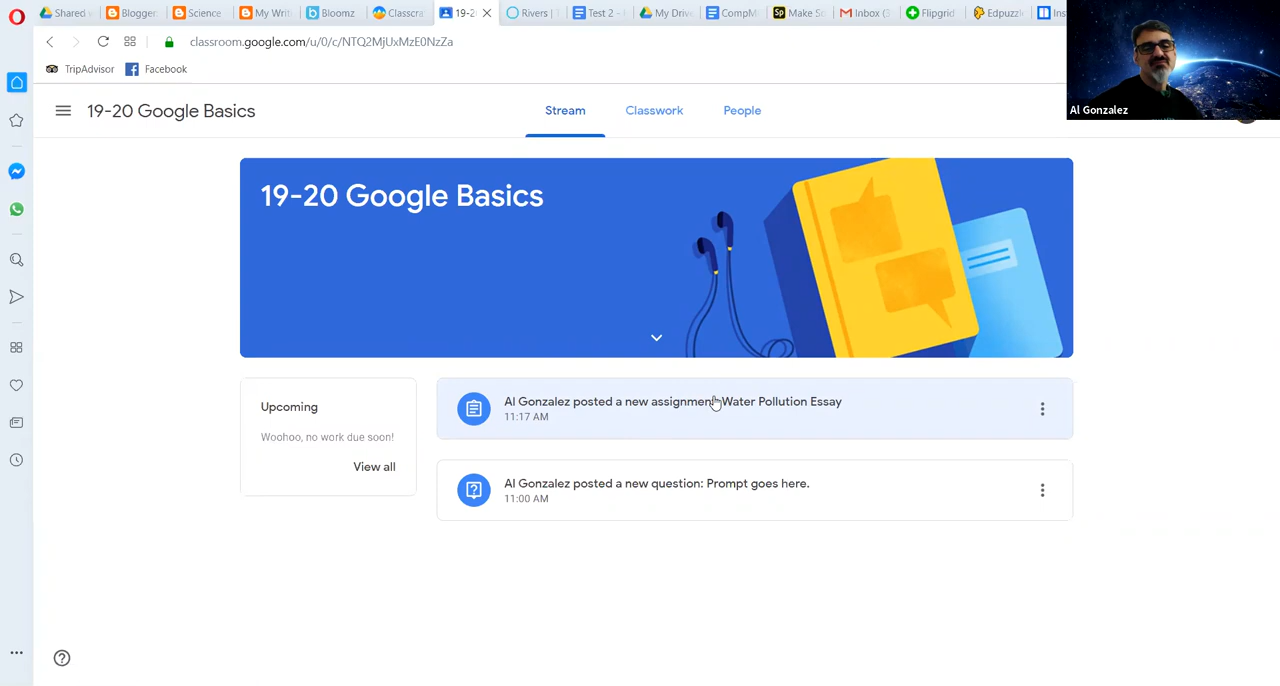 Shared
Blogger
Science
My Writ
Bloomz
Classcra
19-2
Rivers | T
Test 2 -
My Driv
CompM
Make Sc
Inbox (3
Flipgrid
Edpuzzl
Ins
classroom.google.com/u/0/c/NTQ2MjUxMzE0NzZa
TripAdvisor
Facebook
Al Gonzalez
19-20 Google Basics
Stream
Classwork
People
19-20 Google Basics
Upcoming
Woohoo, no work due soon!
View all
Al Gonzalez posted a new assignment: Water Pollution Essay
11:17 AM
Al Gonzalez posted a new question: Prompt goes here.
11:00 AM